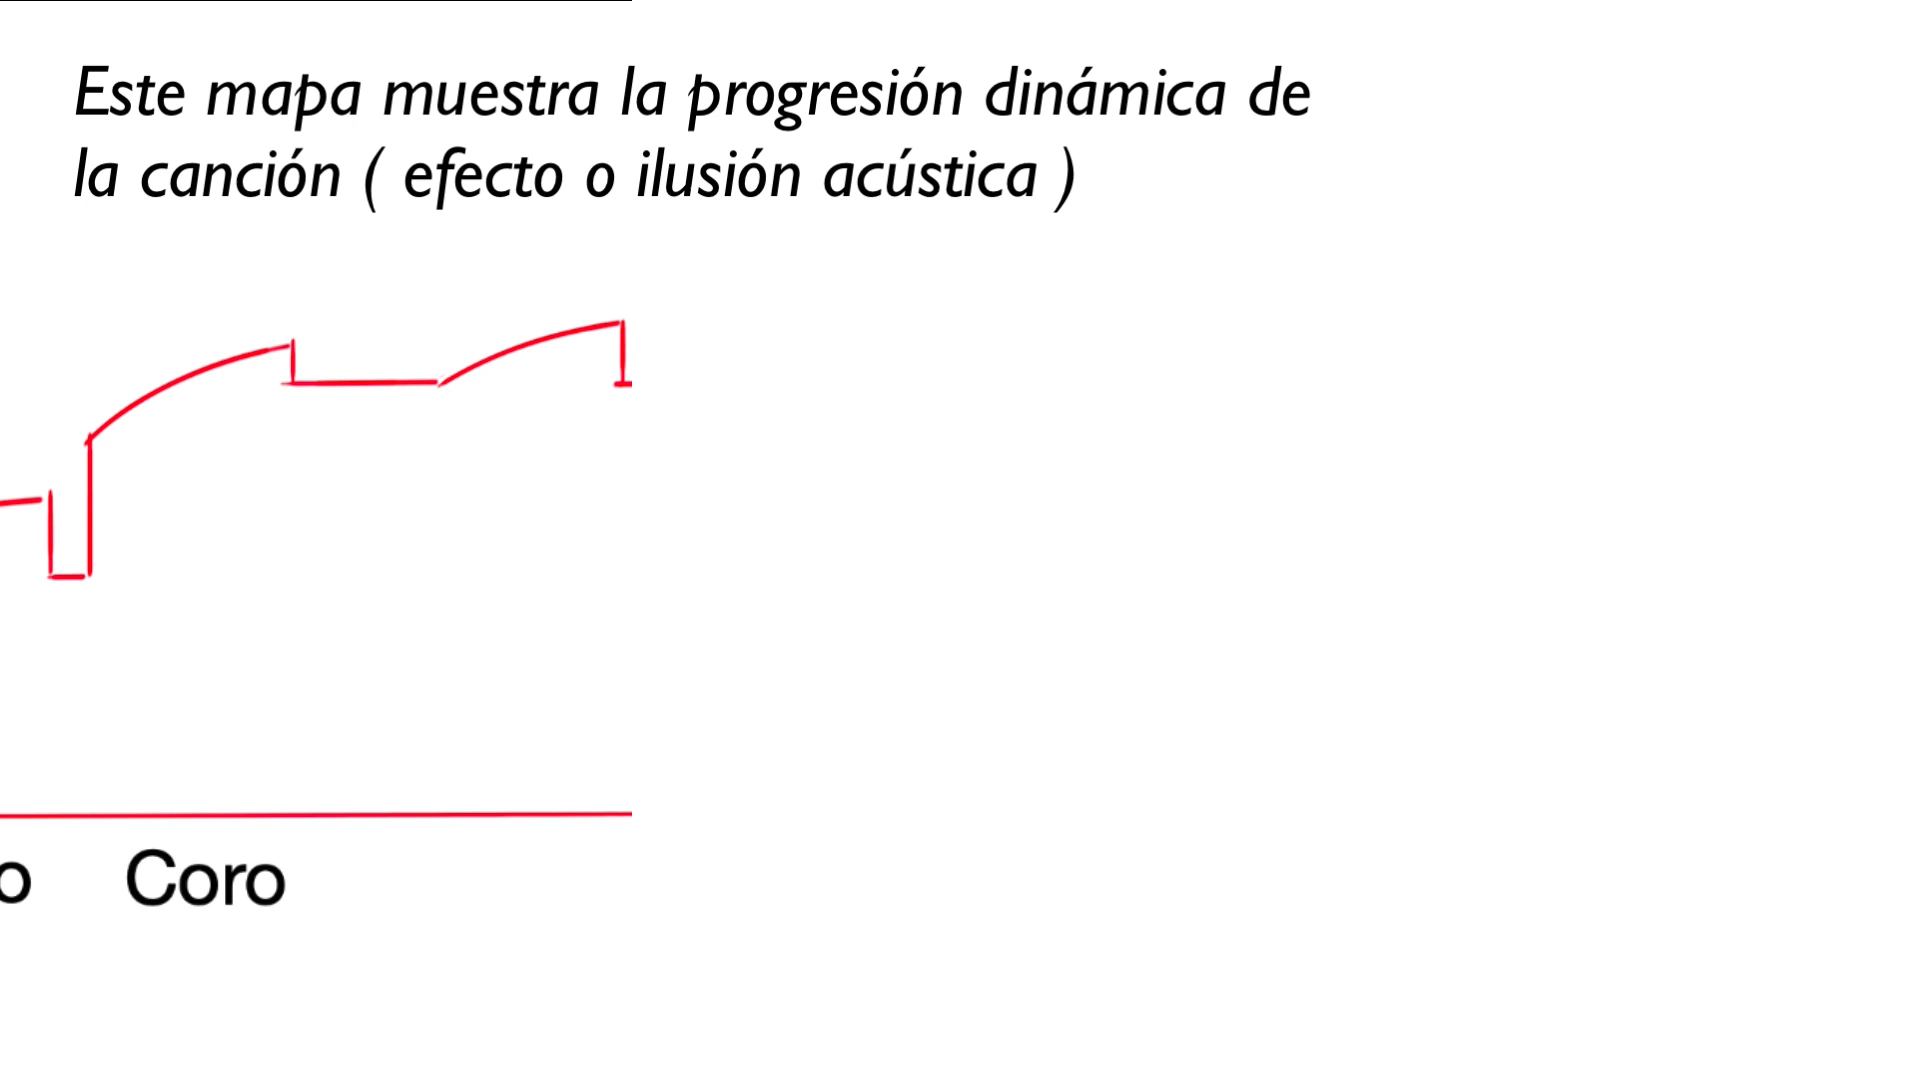 Este mapa muestra la progresión dinámica de
la canción ( efecto o ilusión acústica )
o Coro